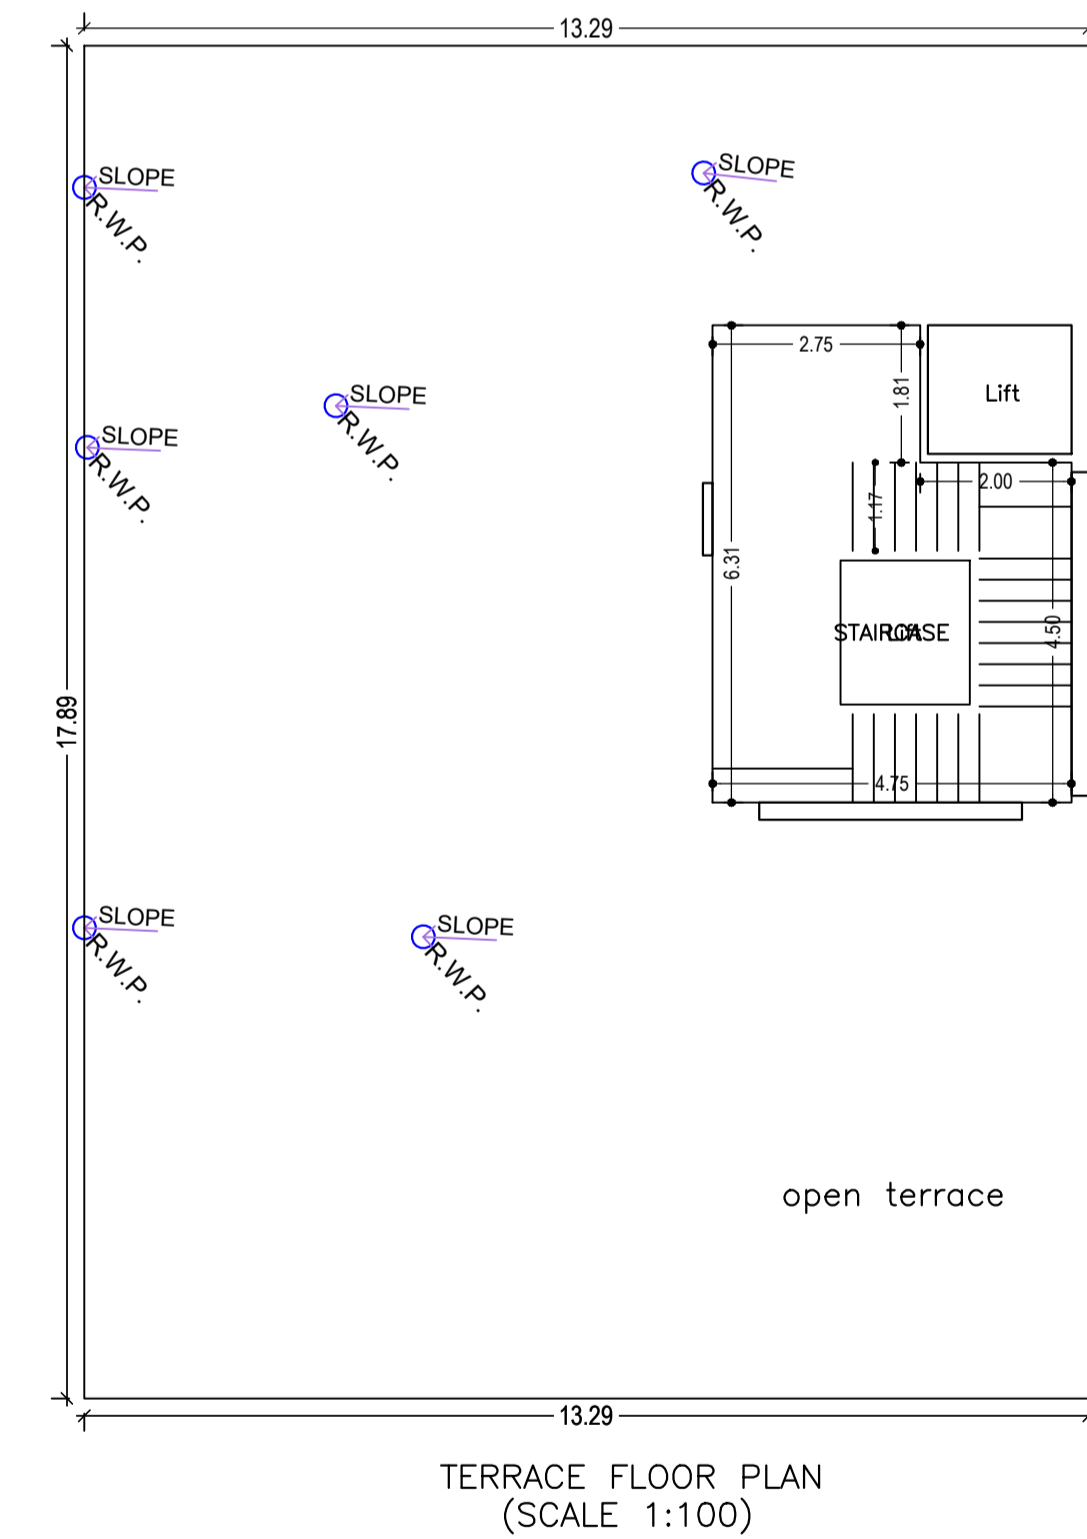 13.29
SLOPE
R.W.P.
SLOPE
R.W.P.
2.75
1.81
Lift
SLOPE
R.W.P.
SLOPE
R.W.P.
2.00
1.17
6.31
STAIRCASE
Lift
4.50
17.89
4.75
SLOPE
R.W.P.
SLOPE
R.W.P.
open terrace
13.29
TERRACE FLOOR PLAN
(SCALE 1:100)